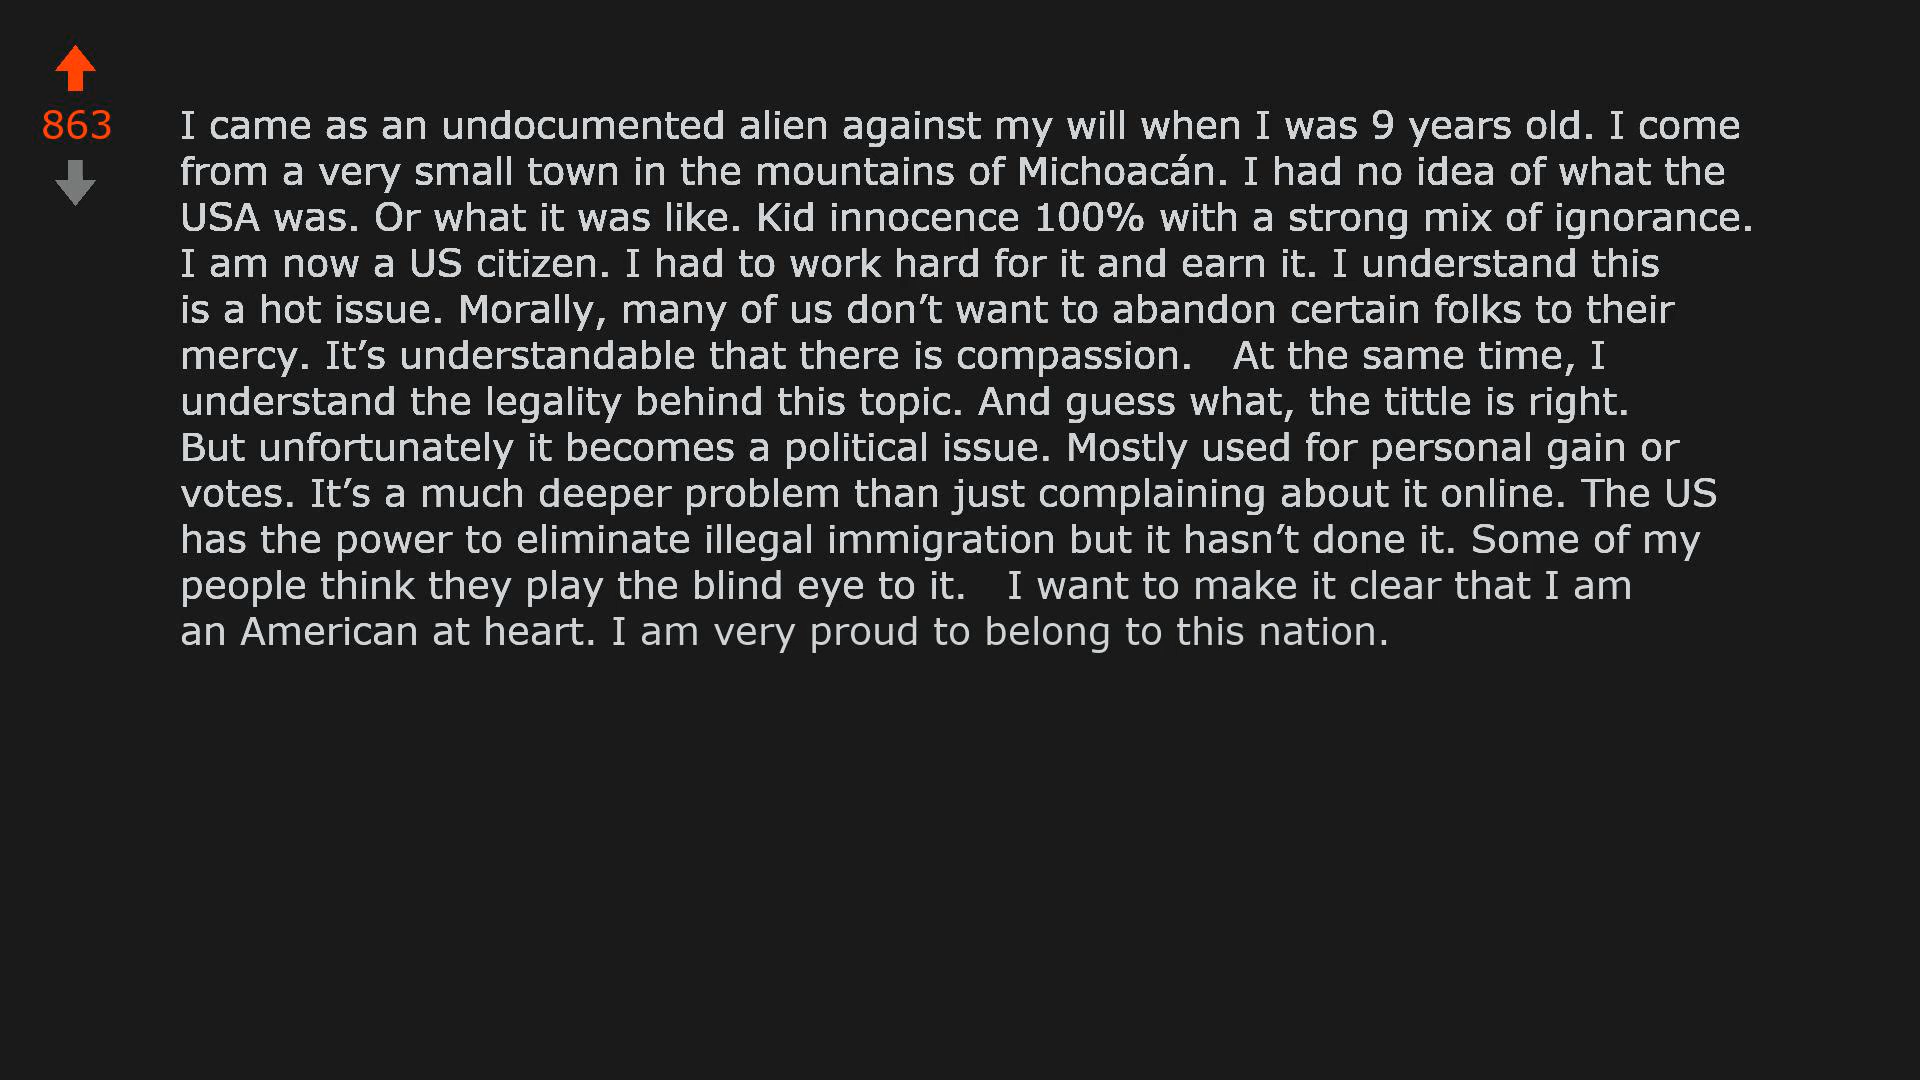 863
I came as an undocumented alien against my will when I was 9 years old. I come
from a very small town in the mountains of Michoacán. I had no idea of what the
USA was. Or what it was like. Kid innocence 100% with a strong mix of ignorance.
I am now a US citizen. I had to work hard for it and earn it. I understand this
is a hot issue. Morally, many of us don’t want to abandon certain folks to their
mercy. It’s understandable that there is compassion.   At the same time, I
understand the legality behind this topic. And guess what, the tittle is right.
But unfortunately it becomes a political issue. Mostly used for personal gain or
votes. It’s a much deeper problem than just complaining about it online. The US
has the power to eliminate illegal immigration but it hasn’t done it. Some of my
people think they play the blind eye to it.   I want to make it clear that I am
an American at heart. I am very proud to belong to this nation.